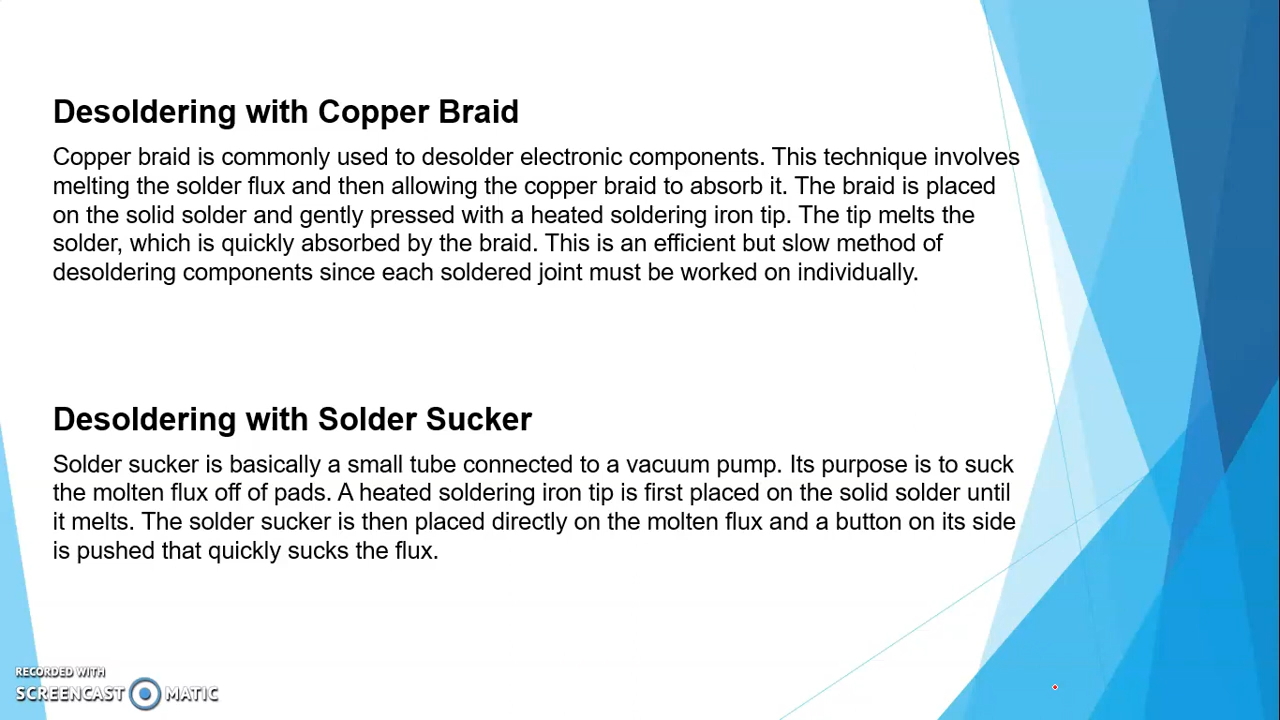 Desoldering with Copper Braid
Copper braid is commonly used to desolder electronic components. This technique involves
melting the solder flux and then allowing the copper braid to absorb it. The braid is placed
on the solid solder and gently pressed with a heated soldering iron tip. The tip melts the
solder, which is quickly absorbed by the braid. This is an efficient but slow method of
desoldering components since each soldered joint must be worked on individually.
Desoldering with Solder Sucker
Solder sucker is basically a small tube connected to a vacuum pump. Its purpose is to suck
the molten flux off of pads. A heated soldering iron tip is first placed on the solid solder until
it melts. The solder sucker is then placed directly on the molten flux and a button on its side
is pushed that quickly sucks the flux.
RECORDED WITH
SCREENCAST MATIC